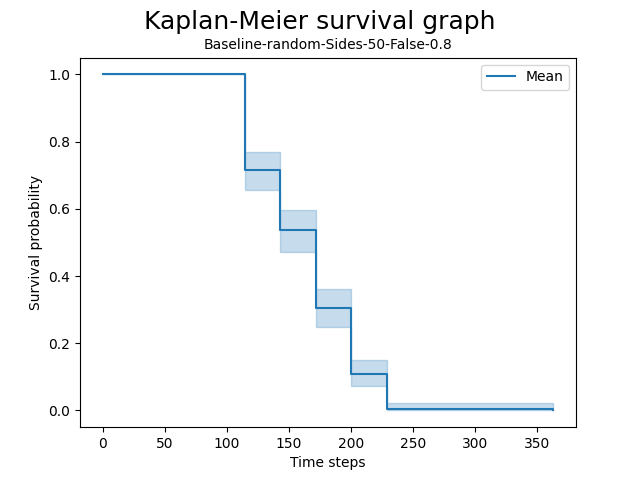 Kaplan-Meier survival graph
Baseline-random-Sides-50-False-0.8
Mean
1.0
0.8
0.6
0.4
0.2
0.0
Survival probability
0 50 100 150 200 250 300 350
Time steps